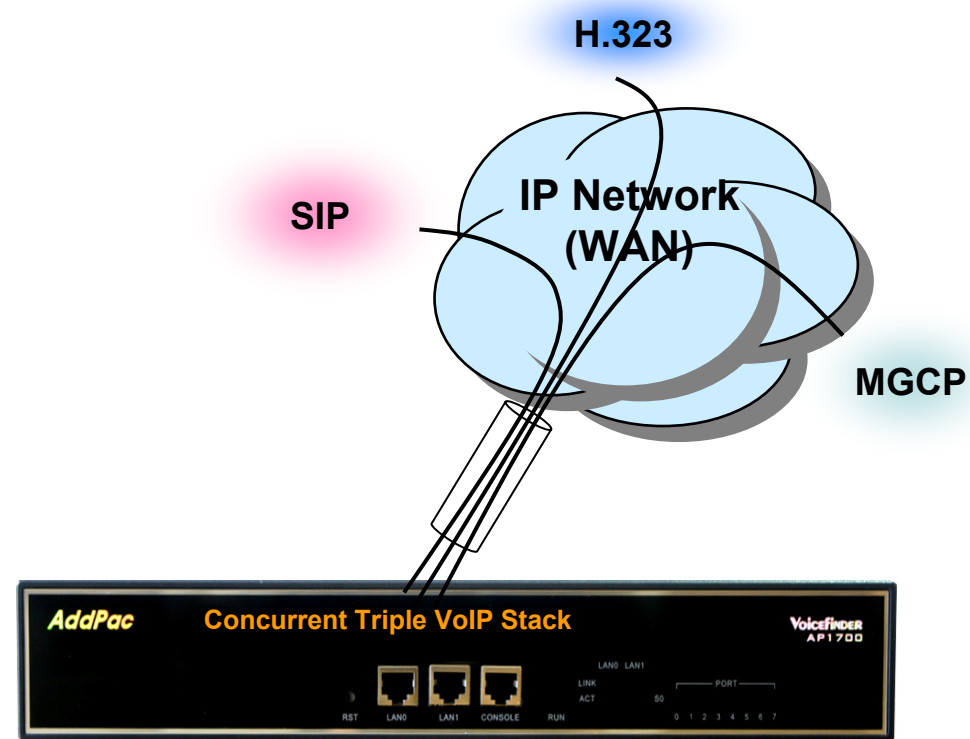 H.323
SIP
IP Network
(WAN)
MGCP
AddPac
Concurrent Triple VoIP Stack
VoiceFinder
AP1700
LAN0 LAN1
LINK
ACT
S0
PORT
RST
LAN0
LAN1
CONSOLE
RUN
0 1 2 3 4 5 6 7